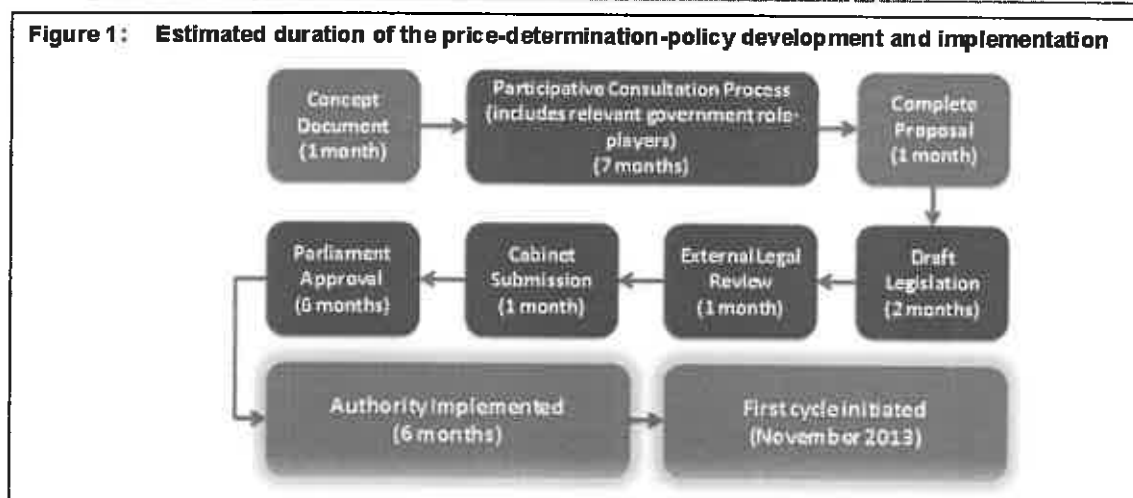 Figure 1: Estimated duration of the price-determination-policy development and implementation
Concept
Document
(1 month)
Participative Consultation Process
(includes relevant government role-
players)
(7 months)
Complete
Proposal
(1 month)
Draft
Legislation
(2 months)
External Legal
Review
(1 month)
Cabinet
Submission
(1 month)
Parliament
Approval
(6 months)
Authority Implemented
(6 months)
First cycle initiated
(November 2013)